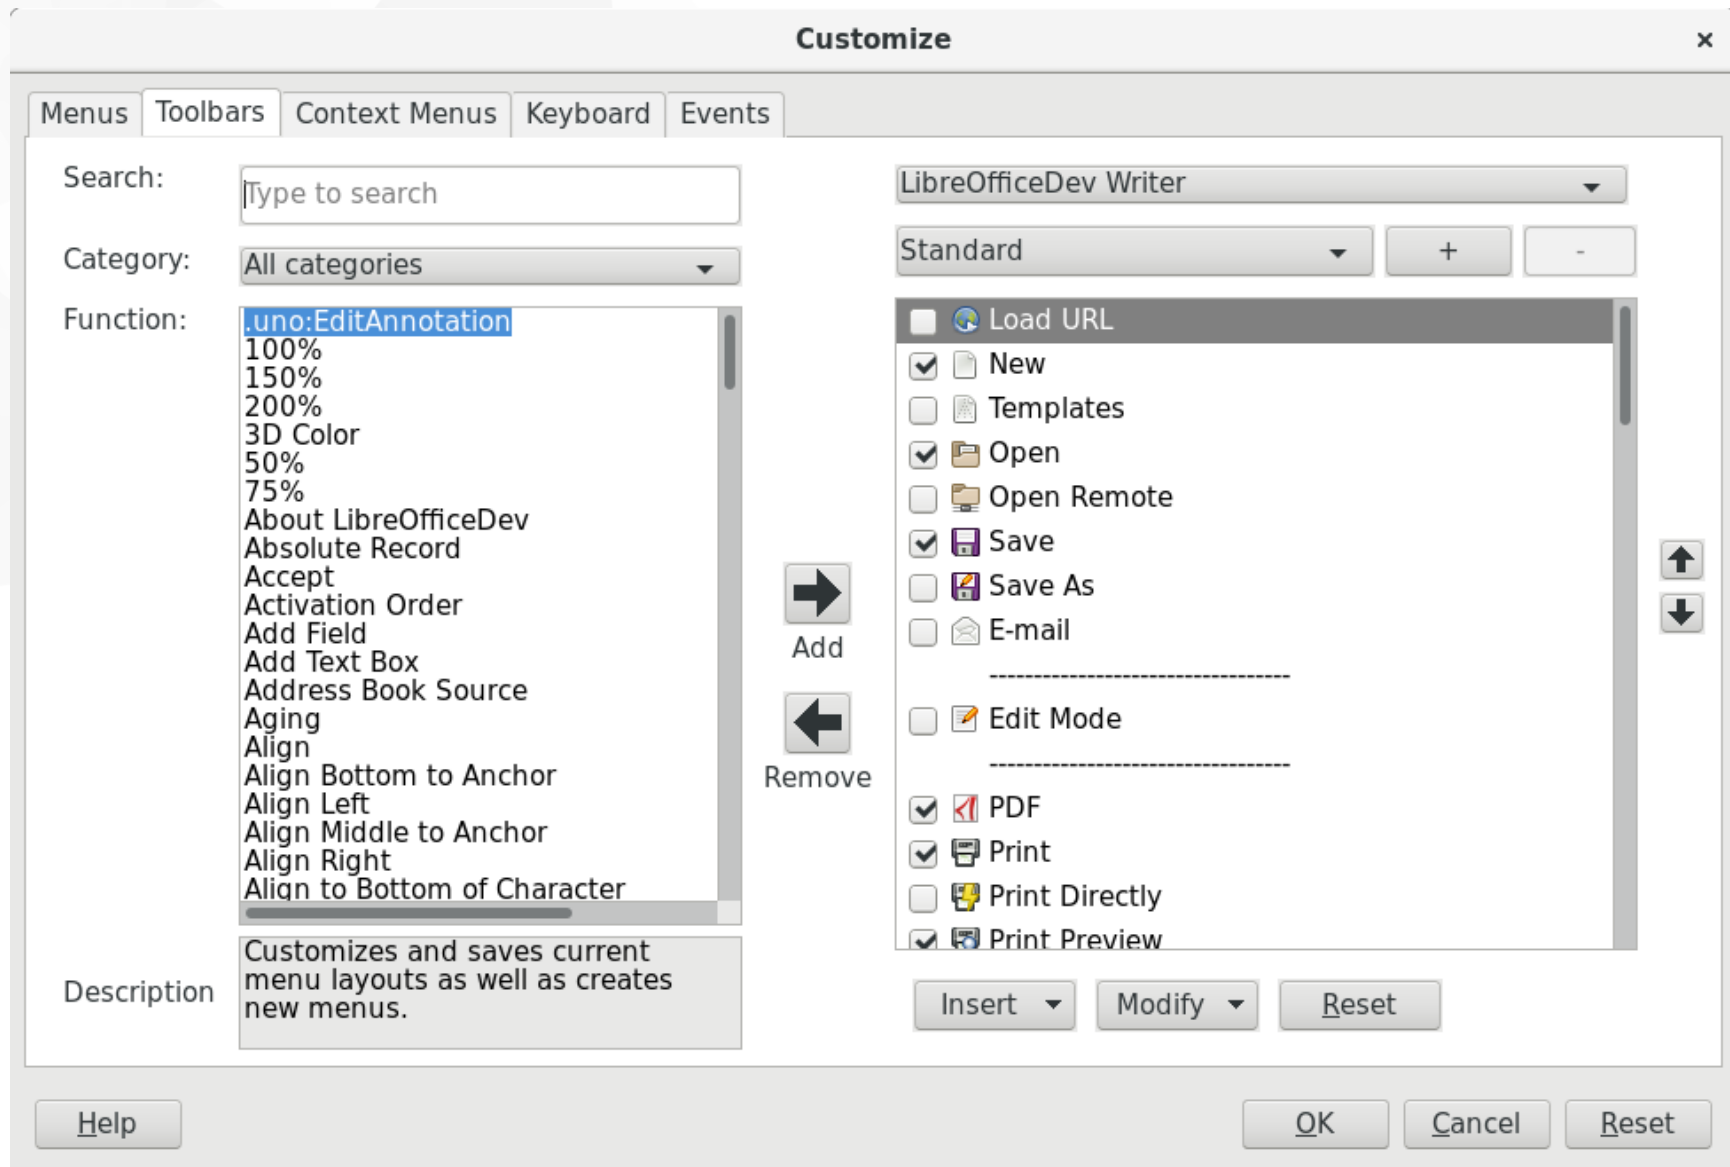 Customize
Menus
Toolbars
Context Menus
Keyboard
Events
Search:
Type to search
Category:
All categories
Function:
.uno:EditAnnotation
100%
150%
200%
3D Color
50%
75%
About LibreOfficeDev
Absolute Record
Accept
Activation Order
Add Field
Add Text Box
Address Book Source
Aging
Align
Align Bottom to Anchor
Align Left
Align Middle to Anchor
Align Right
Align to Bottom of Character
Description
Customizes and saves current
menu layouts as well as creates
new menus.
Add
Remove
LibreOfficeDev Writer
Standard
+
-
Load URL
New
Templates
Open
Open Remote
Save
Save As
E-mail
----------------------------------
Edit Mode
----------------------------------
PDF
Print
Print Directly
Print Preview
Insert
Modify
Reset
Help
OK
Cancel
Reset